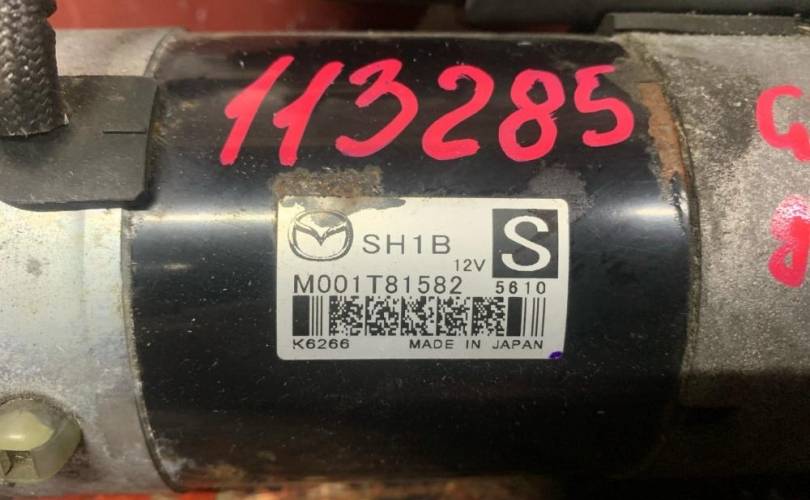 113285
SH1B
S
12V
M001T81582
5610
K6266 MADE IN JAPAN